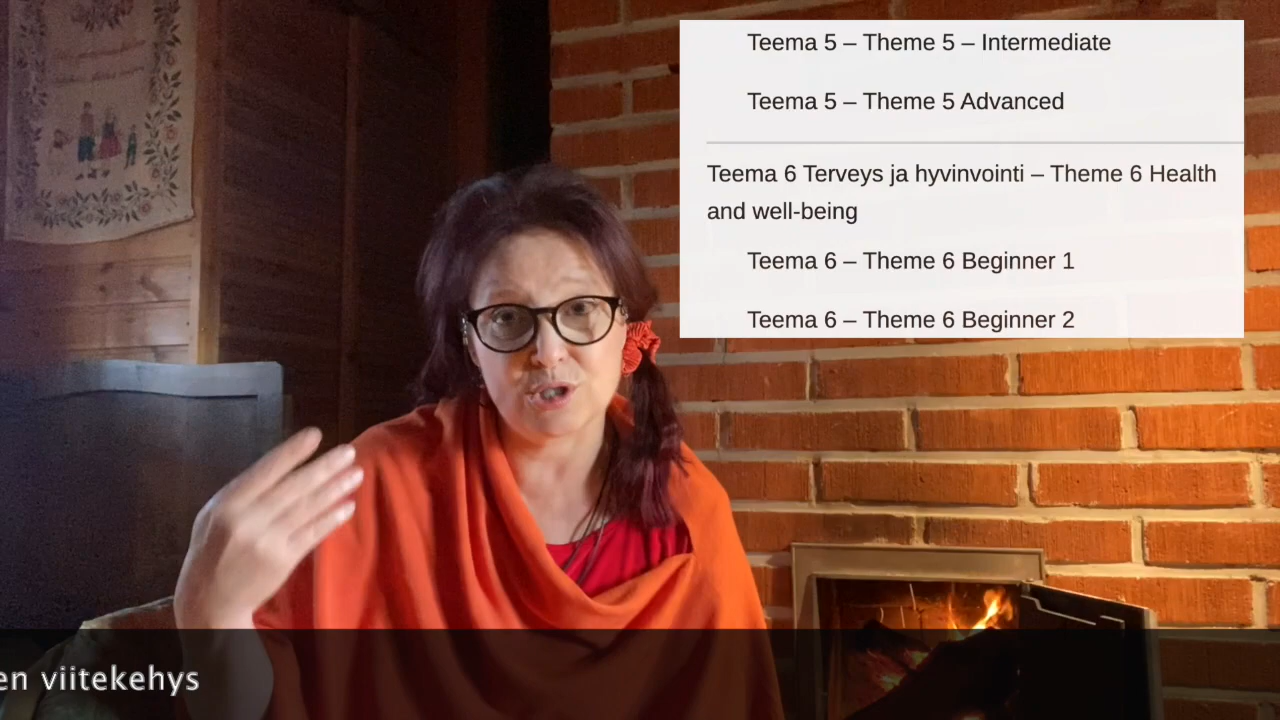 Teema 5 – Theme 5 – Intermediate
Teema 5 – Theme 5 Advanced
Teema 6 Terveys ja hyvinvointi – Theme 6 Health
and well-being
Teema 6 – Theme 6 Beginner 1
Teema 6 – Theme 6 Beginner 2
en viitekehys